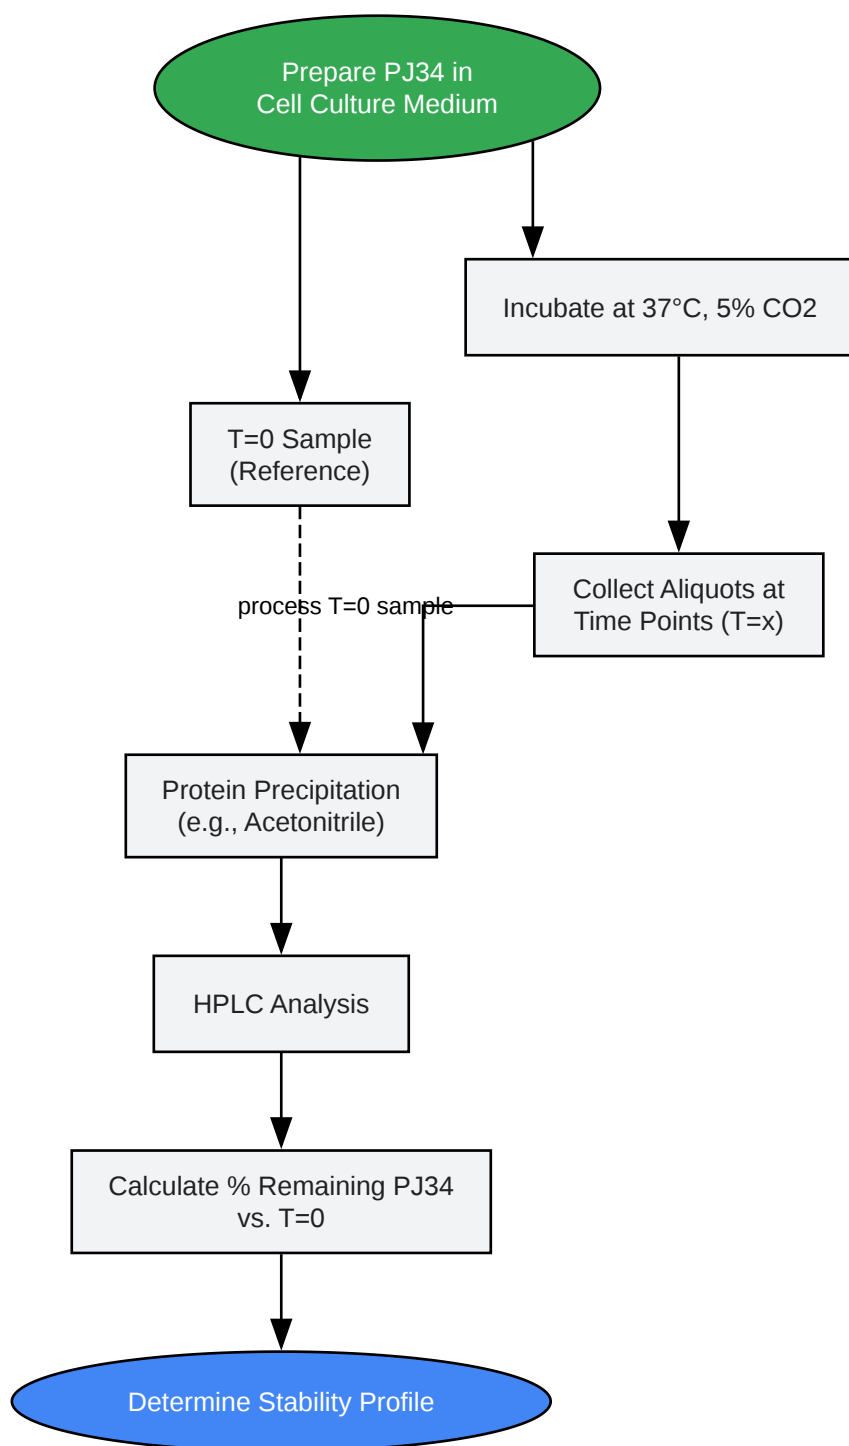 Prepare PJ34 in
Cell Culture Medium
Incubate at 37°C, 5% CO2
T=0 Sample
(Reference)
Collect Aliquots at
Time Points (T=x)
process T=0 sample
Protein Precipitation
(e.g., Acetonitrile)
HPLC Analysis
Calculate % Remaining PJ34
vs. T=0
Determine Stability Profile